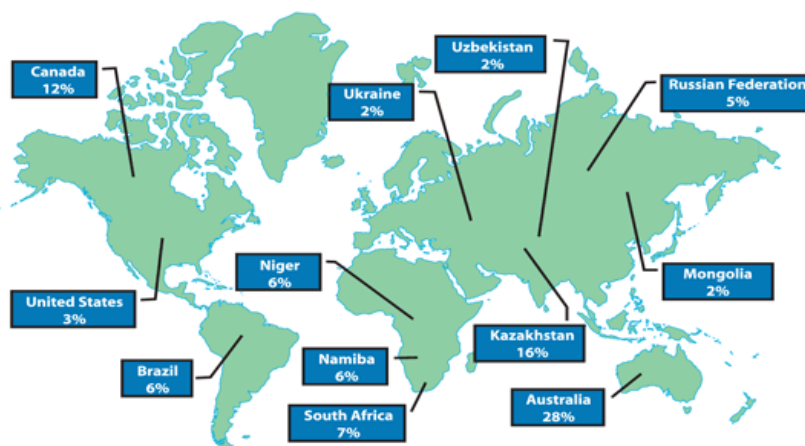 Canada
12%
Uzbekistan
2%
Ukraine
2%
Russian Federation
5%
Niger
6%
Mongolia
2%
United States
3%
Kazakhstan
16%
Namiba
6%
Brazil
6%
Australia
28%
South Africa
7%